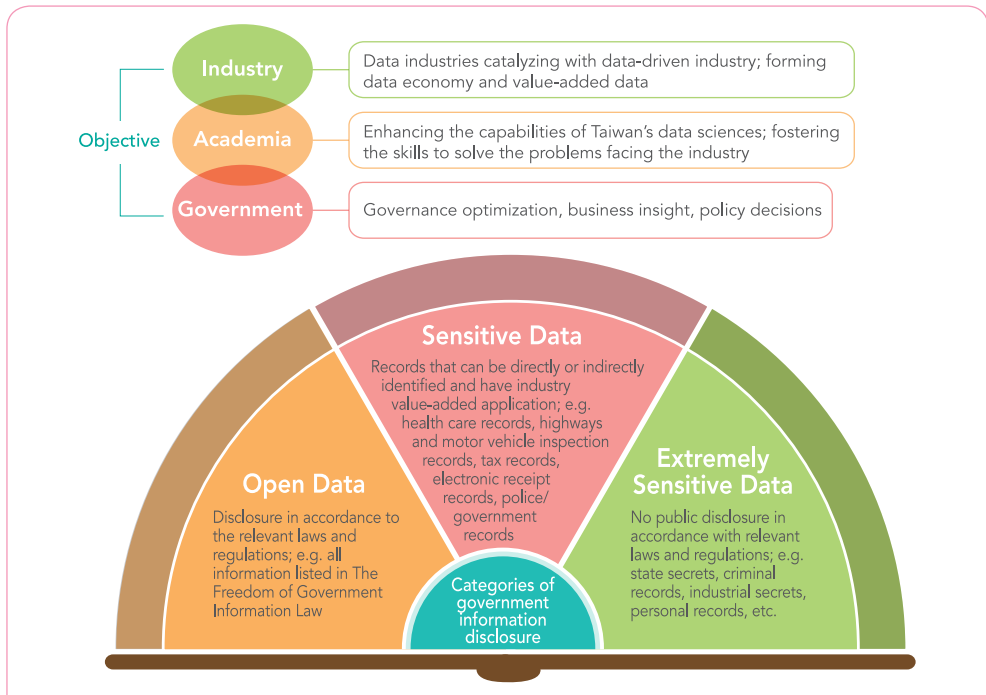 Objective
Industry
Data industries catalyzing with data-driven industry; forming
data economy and value-added data
Academia
Enhancing the capabilities of Taiwan's data sciences; fostering
the skills to solve the problems facing the industry
Government
Governance optimization, business insight, policy decisions
Open Data
Disclosure in accordance to
the relevant laws and
regulations; e.g. all
information listed in The
Freedom of Government
Information Law
Sensitive Data
Records that can be directly or indirectly
identified and have industry
value-added application; e.g.
health care records, highways
and motor vehicle inspection
records, tax records,
electronic receipt
records, police/
government
records
Extremely
Sensitive Data
No public disclosure in
accordance with relevant
laws and regulations; e.g.
state secrets, criminal
records, industrial secrets,
personal records, etc.
Categories of
government
information
disclosure